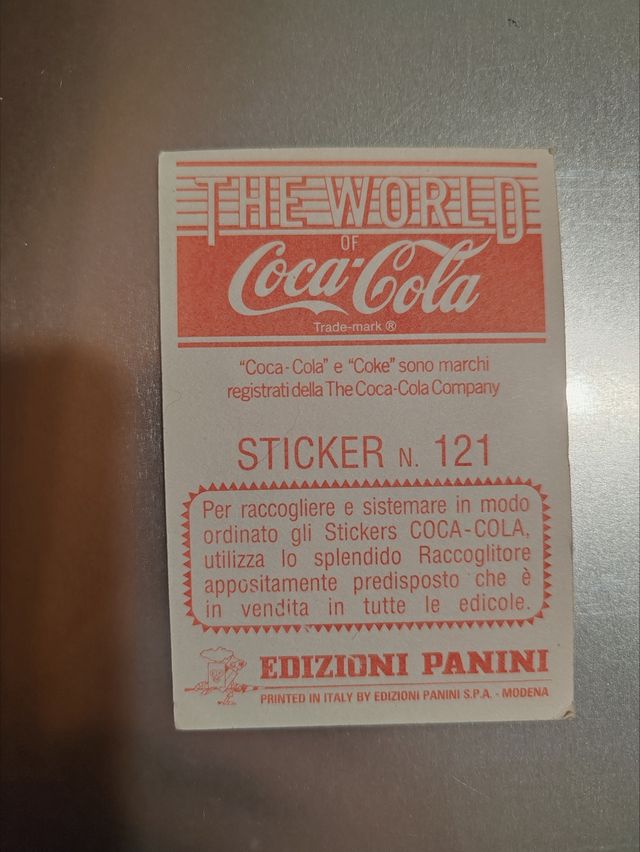 THE WORLD
OF
Coca-Cola
Trade-mark ®
"Coca-Cola" e "Coke" sono marchi
registrati della The Coca-Cola Company
STICKER N. 121
Per raccogliere e sistemare in modo
ordinato gli Stickers COCA-COLA,
utilizza lo splendido Raccoglitore
appositamente predisposto che è
in vendita in tutte le edicole.
EDIZIONI PANINI
PRINTED IN ITALY BY EDIZIONI PANINI S.P.A. - MODENA